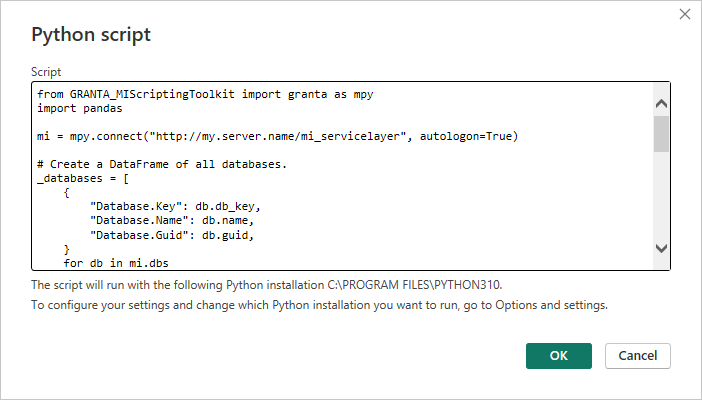 Python script
Script
from GRANTA_MIScriptingToolkit import granta as mpy
import pandas
mi = mpy.connect("http://my.server.name/mi_servicelayer", autologon=True)
# Create a DataFrame of all databases.
_databases = [
    {
        "Database.Key": db.db_key,
        "Database.Name": db.name,
        "Database.Guid": db.guid,
    }
    for db in mi.dbs
The script will run with the following Python installation C:\PROGRAM FILES\PYTHON310.
To configure your settings and change which Python installation you want to run, go to Options and settings.
OK
Cancel